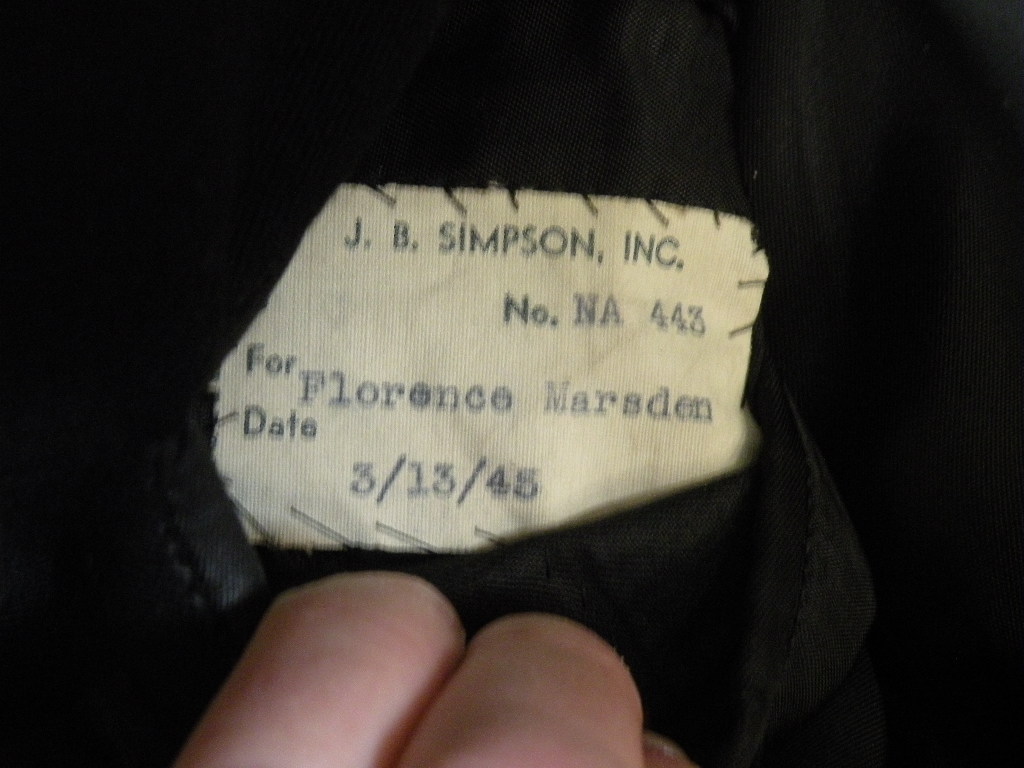 J. B. SIMPSON, INC.
No. NA 443
For Florence Marsden
Date
3/13/45